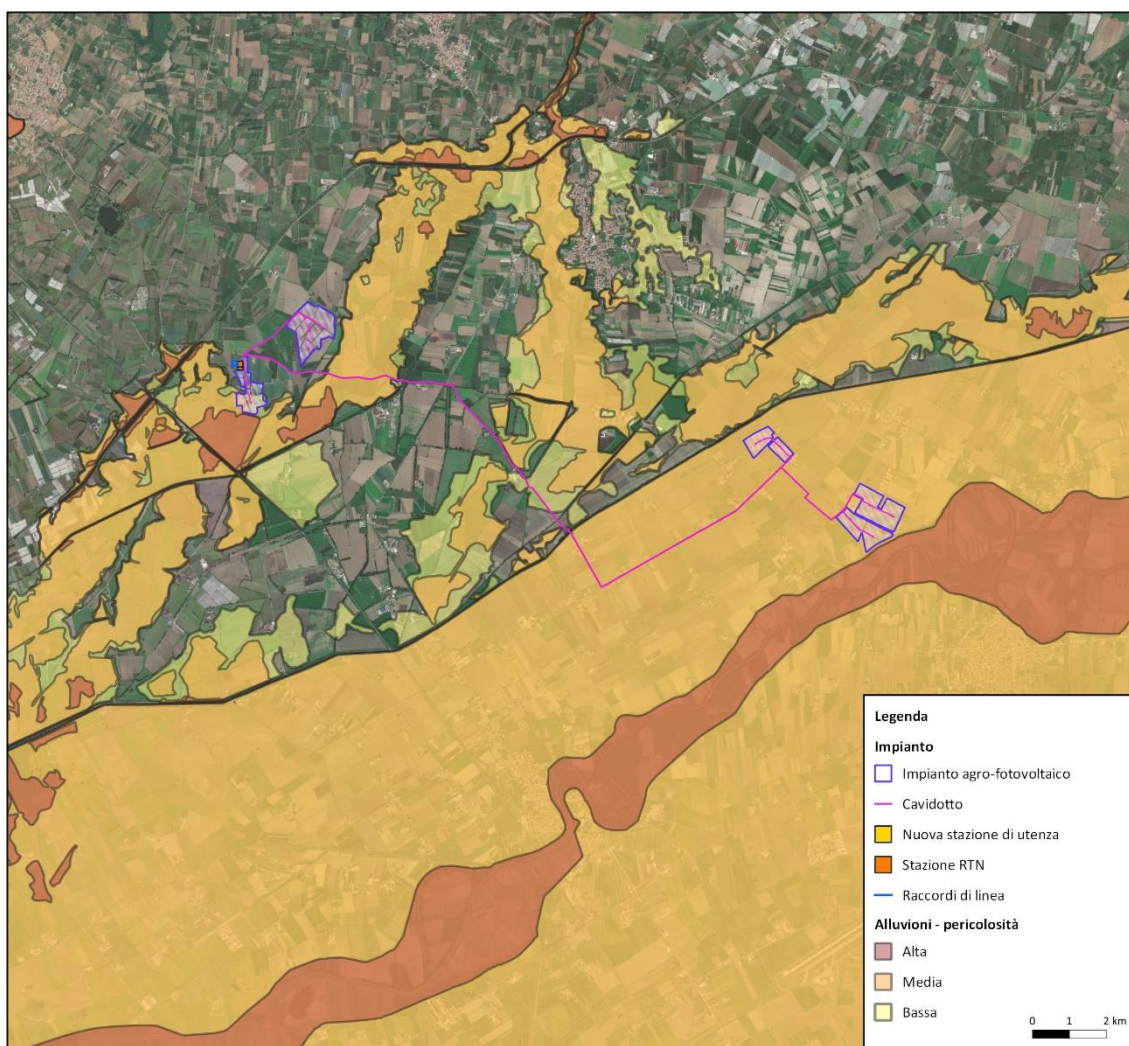 Legenda
Impianto
Impianto agro-fotovoltaico
Cavidotto
Nuova stazione di utenza
Stazione RTN
Raccordi di linea
Alluvioni - pericolosità
Alta
Media
Bassa
0 1 2 km